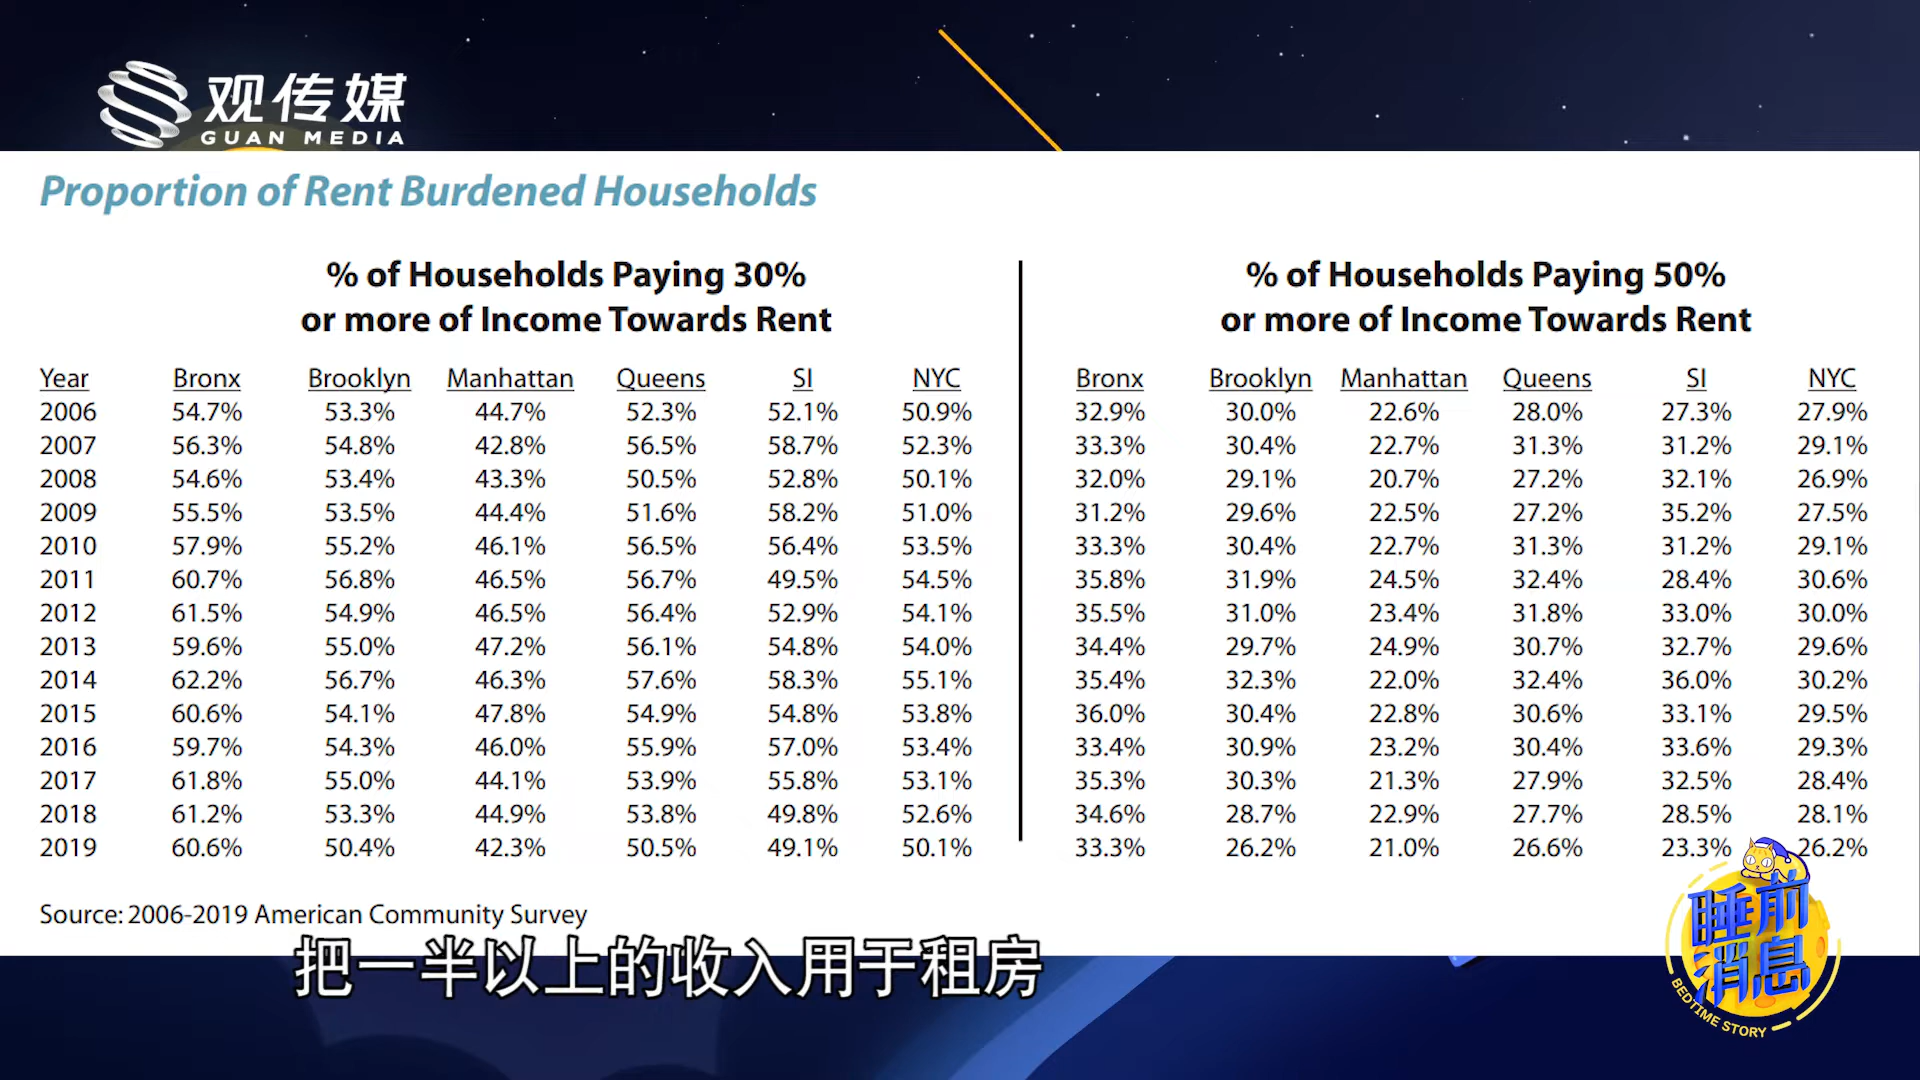 观传媒
GUAN MEDIA
Proportion of Rent Burdened Households
% of Households Paying 30%
or more of Income Towards Rent
% of Households Paying 50%
or more of Income Towards Rent
Year Bronx Brooklyn Manhattan Queens SI NYC Bronx Brooklyn Manhattan Queens SI NYC
2006 54.7% 53.3% 44.7% 52.3% 52.1% 50.9% 32.9% 30.0% 22.6% 28.0% 27.3% 27.9%
2007 56.3% 54.8% 42.8% 56.5% 58.7% 52.3% 33.3% 30.4% 22.7% 31.3% 31.2% 29.1%
2008 54.6% 53.4% 43.3% 50.5% 52.8% 50.1% 32.0% 29.1% 20.7% 27.2% 32.1% 26.9%
2009 55.5% 53.5% 44.4% 51.6% 58.2% 51.0% 31.2% 29.6% 22.5% 27.2% 35.2% 27.5%
2010 57.9% 55.2% 46.1% 56.5% 56.4% 53.5% 33.3% 30.4% 22.7% 31.3% 31.2% 29.1%
2011 60.7% 56.8% 46.5% 56.7% 49.5% 54.5% 35.8% 31.9% 24.5% 32.4% 28.4% 30.6%
2012 61.5% 54.9% 46.5% 56.4% 52.9% 54.1% 35.5% 31.0% 23.4% 31.8% 33.0% 30.0%
2013 59.6% 55.0% 47.2% 56.1% 54.8% 54.0% 34.4% 29.7% 24.9% 30.7% 32.7% 29.6%
2014 62.2% 56.7% 46.3% 57.6% 58.3% 55.1% 35.4% 32.3% 22.0% 32.4% 36.0% 30.2%
2015 60.6% 54.1% 47.8% 54.9% 54.8% 53.8% 36.0% 30.4% 22.8% 30.6% 33.1% 29.5%
2016 59.7% 54.3% 46.0% 55.9% 57.0% 53.4% 33.4% 30.9% 23.2% 30.4% 33.6% 29.3%
2017 61.8% 55.0% 44.1% 53.9% 55.8% 53.1% 35.3% 30.3% 21.3% 27.9% 32.5% 28.4%
2018 61.2% 53.3% 44.9% 53.8% 49.8% 52.6% 34.6% 28.7% 22.9% 27.7% 28.5% 28.1%
2019 60.6% 50.4% 42.3% 50.5% 49.1% 50.1% 33.3% 26.2% 21.0% 26.6% 23.3% 26.2%
Source: 2006-2019 American Community Survey
把一半以上的收入用于租房
睡前
消息
BEDTIME STORY